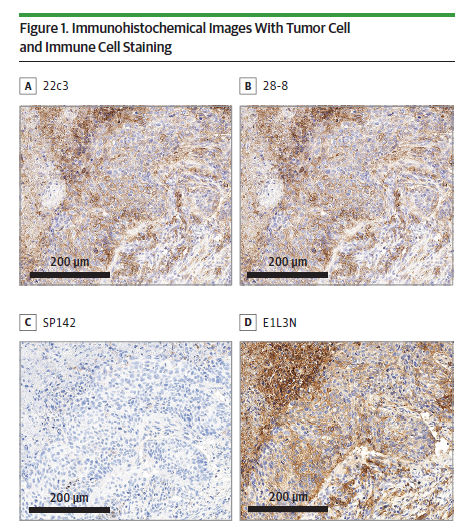 Figure 1. Immunohistochemical Images With Tumor Cell
and Immune Cell Staining
A 22c3
B 28-8
200 µm
200 µm
C SP142
D E1L3N
200 µm
200 µm